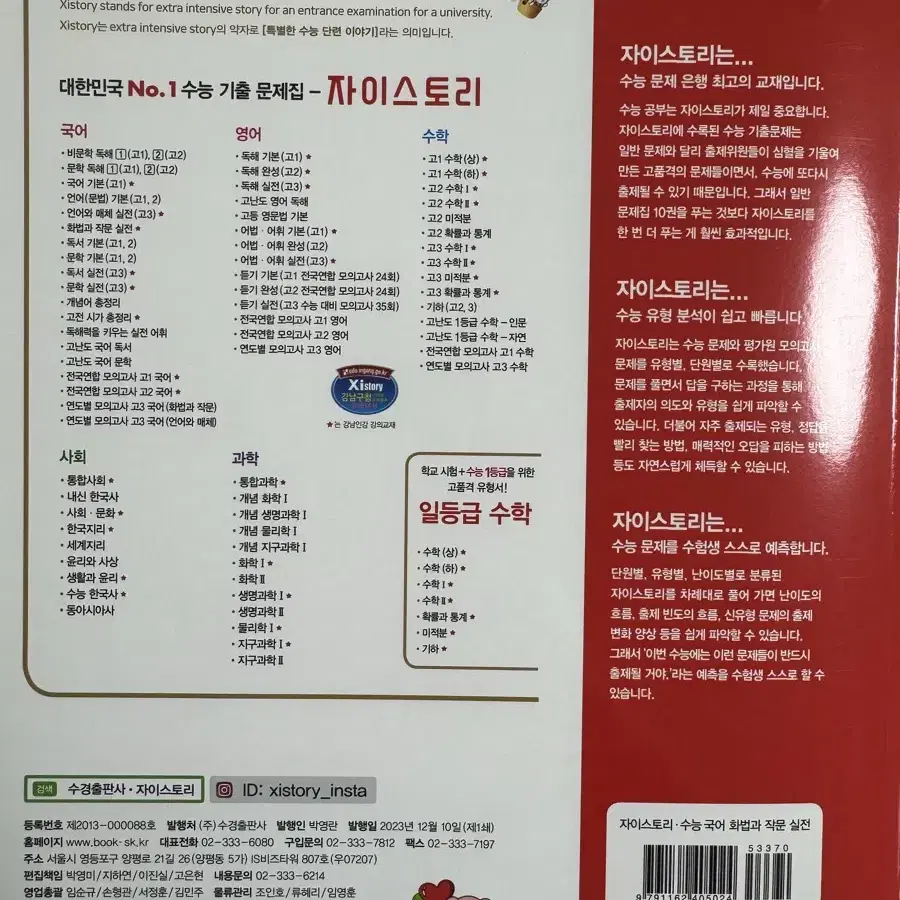 Xistory stands for extra intensive story for an entrance examination for a university.
Xistory는 extra intensive story의 약자로 [특별한 수능 단련 이야기]라는 의미입니다.
대한민국 No.1 수능 기출 문제집 - 자이스토리
국어
• 비문학 독해 1(고1), 2(고2)
• 문학 독해 1(고1), 2(고2)
• 국어 기본(고1) ★
• 언어(문법) 기본(고1, 2)
• 언어와 매체 실전(고3) ★
• 화법과 작문 실전 ★
• 독서 기본(고1, 2)
• 문학 기본(고1, 2)
• 독서 실전(고3) ★
• 문학 실전(고3) ★
• 개념어 총정리
• 고전 시가 총정리 ★
• 독해력을 키우는 실전 어휘
• 고난도 국어 독서
• 고난도 국어 문학
• 전국연합 모의고사 고1 국어 ★
• 전국연합 모의고사 고2 국어 ★
• 연도별 모의고사 고3 국어(화법과 작문)
• 연도별 모의고사 고3 국어(언어와 매체)
영어
• 독해 기본(고1) ★
• 독해 완성(고2) ★
• 독해 실전(고3) ★
• 고난도 영어 독해
• 고등 영문법 기본
• 어법 · 어휘 기본(고1) ★
• 어법 · 어휘 완성(고2)
• 어법 · 어휘 실전(고3) ★
• 듣기 기본(고1 전국연합 모의고사 24회)
• 듣기 완성(고2 전국연합 모의고사 24회)
• 듣기 실전(고3 수능 대비 모의고사 35회)
• 전국연합 모의고사 고1 영어
• 전국연합 모의고사 고2 영어
• 연도별 모의고사 고3 영어
수학
• 고1 수학(상) ★
• 고1 수학(하) ★
• 고2 수학Ⅰ ★
• 고2 수학Ⅱ ★
• 고2 미적분
• 고2 확률과 통계
• 고3 수학Ⅰ ★
• 고3 수학Ⅱ ★
• 고3 미적분 ★
• 고3 확률과 통계 ★
• 기하(고2, 3)
• 고난도 1등급 수학 – 인문
• 고난도 1등급 수학 – 자연
• 전국연합 모의고사 고1 수학
• 연도별 모의고사 고3 수학
edu.ingang.go.kr
Xistory
강남구청
★는 강남인강 강의교재
사회
• 통합사회 ★
• 내신 한국사
• 사회 · 문화 ★
• 한국지리 ★
• 세계지리
• 윤리와 사상
• 생활과 윤리 ★
• 수능 한국사 ★
• 동아시아사
과학
• 통합과학 ★
• 개념 화학Ⅰ
• 개념 생명과학Ⅰ
• 개념 물리학Ⅰ
• 개념 지구과학Ⅰ
• 화학Ⅰ ★
• 화학Ⅱ
• 생명과학Ⅰ ★
• 생명과학Ⅱ
• 물리학Ⅰ ★
• 지구과학Ⅰ ★
• 지구과학Ⅱ
학교 시험+수능 1등급을 위한
고품격 유형서!
일등급 수학
• 수학(상) ★
• 수학(하) ★
• 수학Ⅰ ★
• 수학Ⅱ ★
• 확률과 통계 ★
• 미적분 ★
• 기하 ★
자이스토리는...
수능 문제 은행 최고의 교재입니다.
수능 공부는 자이스토리가 제일 중요합니다.
자이스토리에 수록된 수능 기출문제는
일반 문제와 달리 출제위원들이 심혈을 기울여
만든 고품격의 문제들이면서, 수능에 또다시
출제될 수 있기 때문입니다. 그래서 일반
문제집 10권을 푸는 것보다 자이스토리를
한 번 더 푸는 게 훨씬 효과적입니다.
자이스토리는...
수능 유형 분석이 쉽고 빠릅니다.
자이스토리는 수능 문제와 평가원 모의고사
문제를 유형별, 단원별로 수록했습니다.
문제를 풀면서 답을 구하는 과정을 통해
출제자의 의도와 유형을 쉽게 파악할 수
있습니다. 더불어 자주 출제되는 유형, 정답을
빨리 찾는 방법, 매력적인 오답을 피하는 방법
등도 자연스럽게 체득할 수 있습니다.
자이스토리는...
수능 문제를 수험생 스스로 예측합니다.
단원별, 유형별, 난이도별로 분류된
자이스토리를 차례대로 풀어 가면 난이도의
흐름, 출제 빈도의 흐름, 신유형 문제의 출제
변화 양상 등을 쉽게 파악할 수 있습니다.
그래서 '이번 수능에는 이런 문제들이 반드시
출제될 거야.'라는 예측을 수험생 스스로 할 수
있습니다.
검색 수경출판사 · 자이스토리 ID: xistory_insta
등록번호 제2013-000088호 발행처 (주)수경출판사 발행인 박영란 발행일 2023년 12월 10일(제1쇄)
홈페이지 www.book-sk.kr 대표전화 02-333-6080 구입문의 02-333-7812 팩스 02-333-7197
주소 서울시 영등포구 양평로 21길 26(양평동 5가) IS비즈타워 807호(우07207)
편집책임 박영미/지하연/이진실/고은현 내용문의 02-333-6214
영업총괄 임순규/손형관/서정훈/김민주 물류관리 조인호/류혜리/임영훈
자이스토리 · 수능 국어 화법과 작문 실전
53370
9791162405024